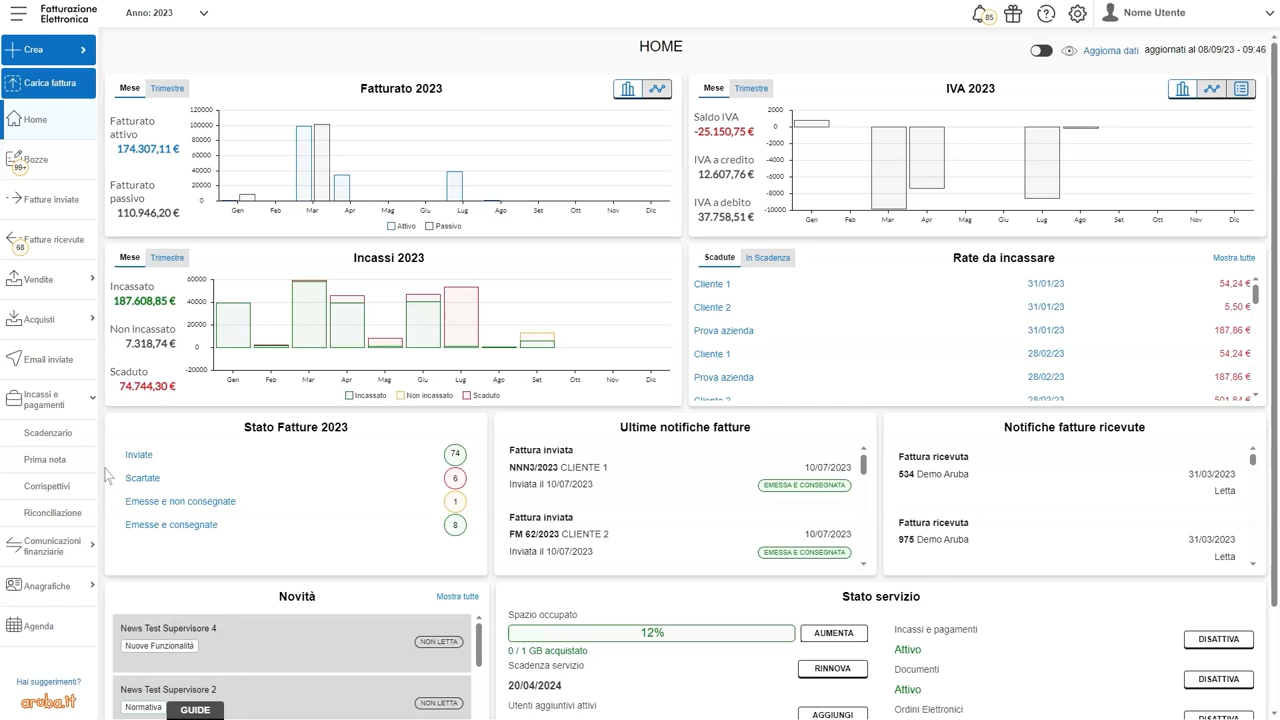 Fatturazione
Elettronica
Anno: 2023
85
Nome Utente
Crea
Carica fattura
Home
Bozze
99+
Fatture inviate
Fatture ricevute
68
Vendite
Acquisti
Email inviate
Incassi e
pagamenti
Scadenzario
Prima nota
Corrispettivi
Riconciliazione
Comunicazioni
finanziarie
Anagrafiche
Agenda
Hai suggerimenti?
aruba.it
HOME
Aggiorna dati aggiornati al 08/09/23 - 09:46
Mese Trimestre
Fatturato 2023
Fatturato
attivo
174.307,11 €
Fatturato
passivo
110.946,20 €
120000
100000
80000
60000
40000
20000
0
Gen Feb Mar Apr Mag Giu Lug Ago Set Ott Nov Dic
Attivo Passivo
Mese Trimestre
IVA 2023
Saldo IVA
-25.150,75 €
IVA a credito
12.607,76 €
IVA a debito
37.758,51 €
2000
0
-2000
-4000
-6000
-8000
-10000
Gen Feb Mar Apr Mag Giu Lug Ago Set Ott Nov Dic
Mese Trimestre
Incassi 2023
Incassato
187.608,85 €
Non incassato
7.318,74 €
Scaduto
74.744,30 €
60000
40000
20000
0
-20000
Gen Feb Mar Apr Mag Giu Lug Ago Set Ott Nov Dic
Incassato Non incassato Scaduto
Scadute In Scadenza
Rate da incassare
Mostra tutte
Cliente 1 31/01/23 54,24 €
Cliente 2 31/01/23 5,50 €
Prova azienda 31/01/23 187,86 €
Cliente 1 28/02/23 54,24 €
Prova azienda 28/02/23 187,86 €
Cliente 2 28/02/23 501,84 €
Stato Fatture 2023
Inviate 74
Scartate 6
Emesse e non consegnate 1
Emesse e consegnate 8
Ultime notifiche fatture
Fattura inviata
NNN3/2023 CLIENTE 1 10/07/2023
Inviata il 10/07/2023 EMESSA E CONSEGNATA
Fattura inviata
FM 62/2023 CLIENTE 2 10/07/2023
Inviata il 10/07/2023 EMESSA E CONSEGNATA
Notifiche fatture ricevute
Fattura ricevuta
534 Demo Aruba 31/03/2023
Letta
Fattura ricevuta
975 Demo Aruba 31/03/2023
Letta
Novità
Mostra tutte
News Test Supervisore 4
Nuove Funzionalità
NON LETTA
News Test Supervisore 2
Normativa
NON LETTA
GUIDE
Stato servizio
Spazio occupato
12%
AUMENTA
0 / 1 GB acquistato
Scadenza servizio
RINNOVA
20/04/2024
Utenti aggiuntivi attivi
AGGIUNGI
Incassi e pagamenti
Attivo
DISATTIVA
Documenti
Attivo
DISATTIVA
Ordini Elettronici
DISATTIVA